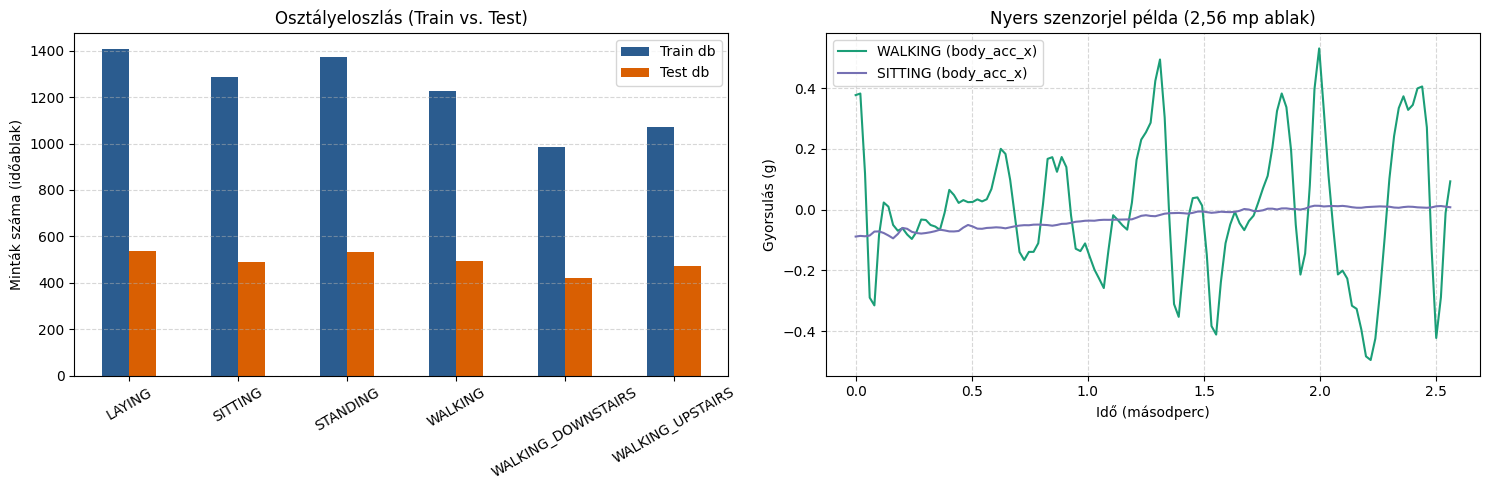 Osztályeloszlás (Train vs. Test)
Minták száma (időablak)
1400
1200
1000
800
600
400
200
0
Train db
Test db
LAYING
SITTING
STANDING
WALKING
WALKING_DOWNSTAIRS
WALKING_UPSTAIRS
Nyers szenzorjel példa (2,56 mp ablak)
Gyorsulás (g)
0.4
0.2
0.0
−0.2
−0.4
WALKING (body_acc_x)
SITTING (body_acc_x)
0.0
0.5
1.0
1.5
2.0
2.5
Idő (másodperc)